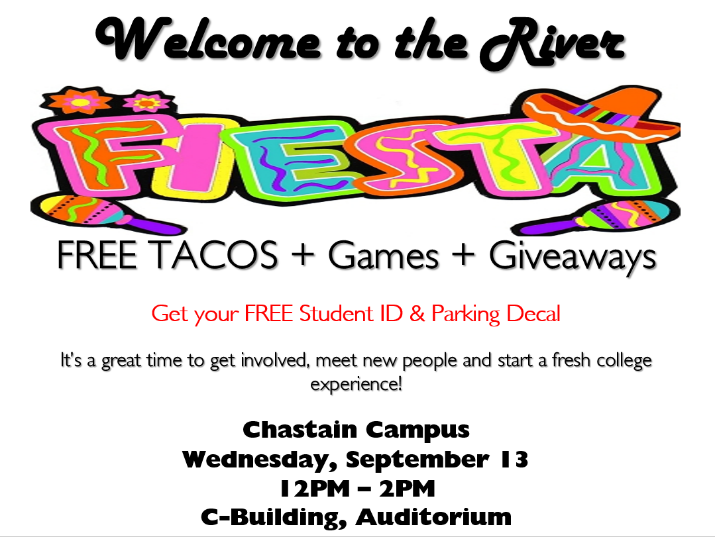 Welcome to the River
FIESTA
FREE TACOS + Games + Giveaways
Get your FREE Student ID & Parking Decal
It's a great time to get involved, meet new people and start a fresh college
experience!
Chastain Campus
Wednesday, September 13
12PM – 2PM
C-Building, Auditorium